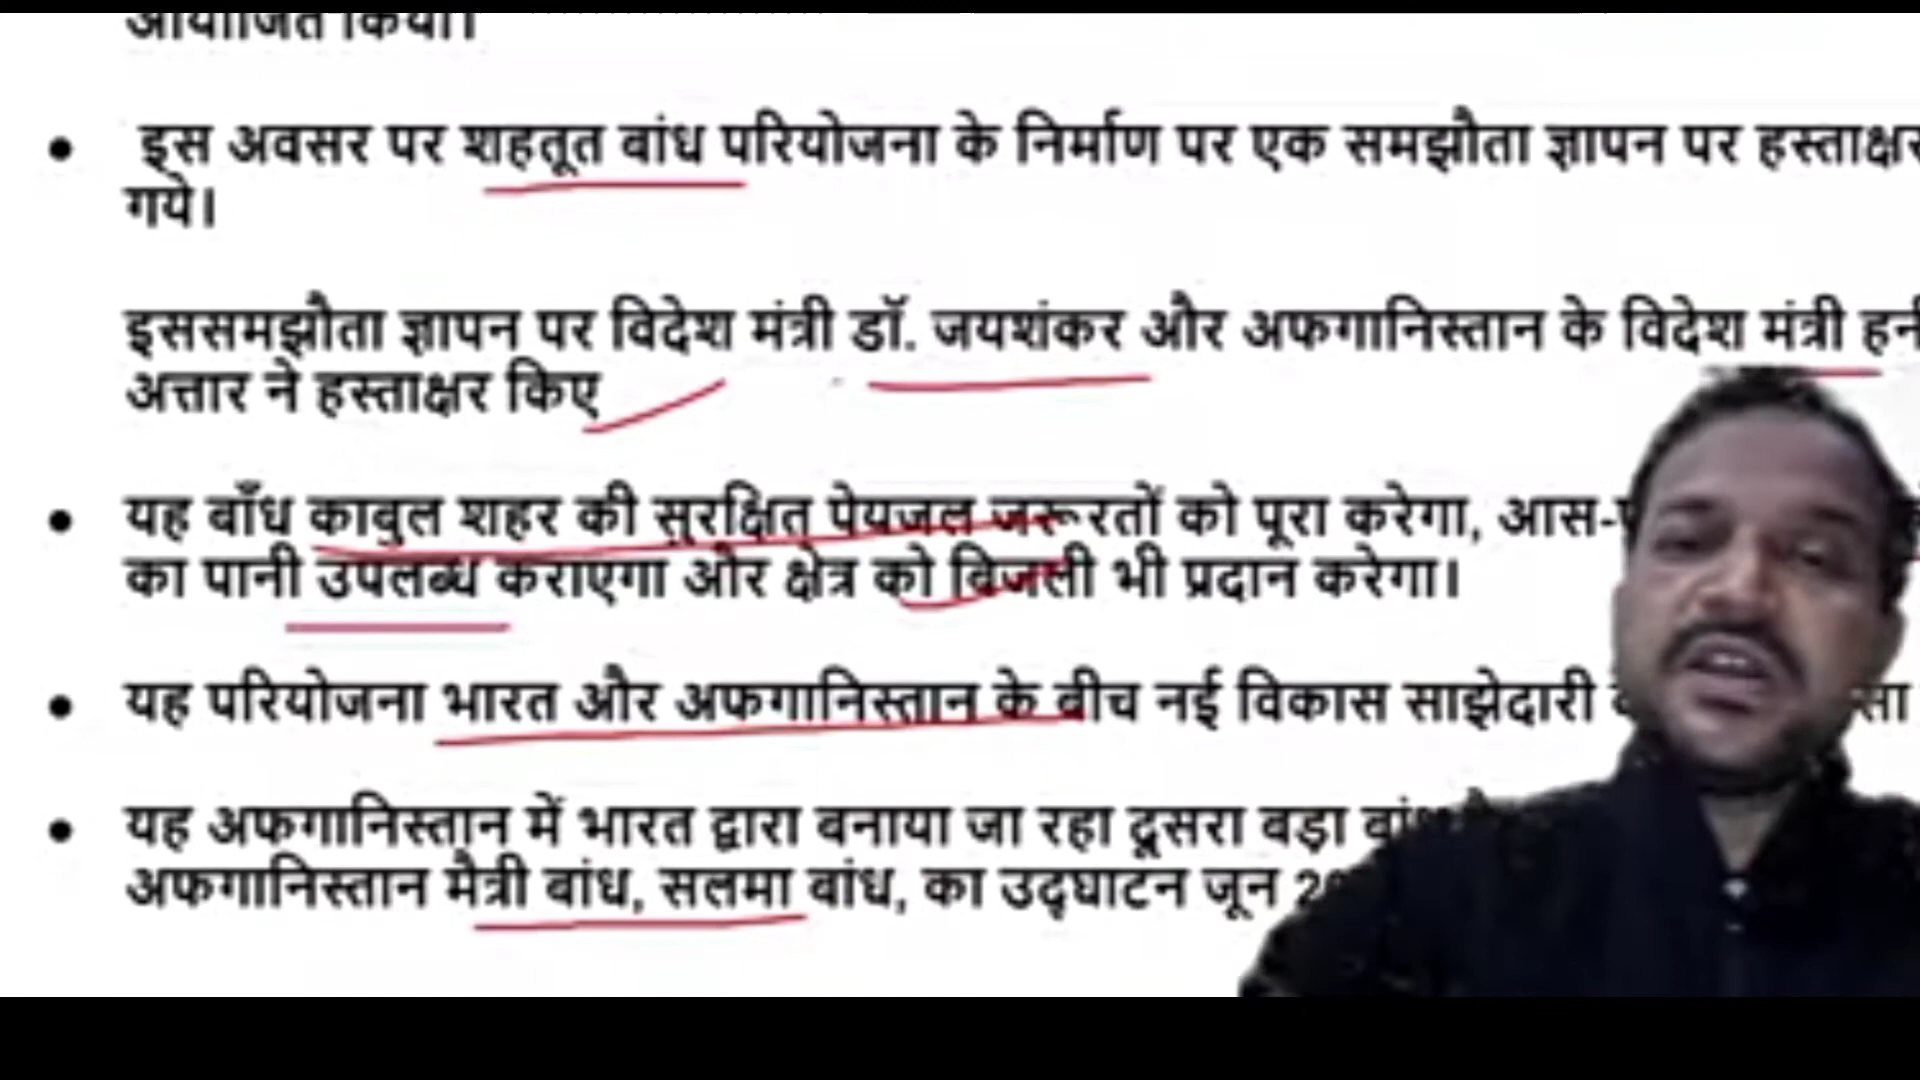 आयोजित किया।
इस अवसर पर शहतूत बांध परियोजना के निर्माण पर एक समझौता ज्ञापन पर हस्ताक्षर
गये।
इससमझौता ज्ञापन पर विदेश मंत्री डॉ. जयशंकर और अफगानिस्तान के विदेश मंत्री
अत्तार ने हस्ताक्षर किए
यह बाँध काबुल शहर की सुरक्षित पेयजल जरूरतों को पूरा करेगा, आस-
का पानी उपलब्ध कराएगा और क्षेत्र को बिजली भी प्रदान करेगा।
यह परियोजना भारत और अफगानिस्तान के बीच नई विकास साझेदारी
यह अफगानिस्तान में भारत द्वारा बनाया जा रहा दूसरा बड़ा
अफगानिस्तान मैत्री बांध, सलमा बांध, का उद्घाटन जून